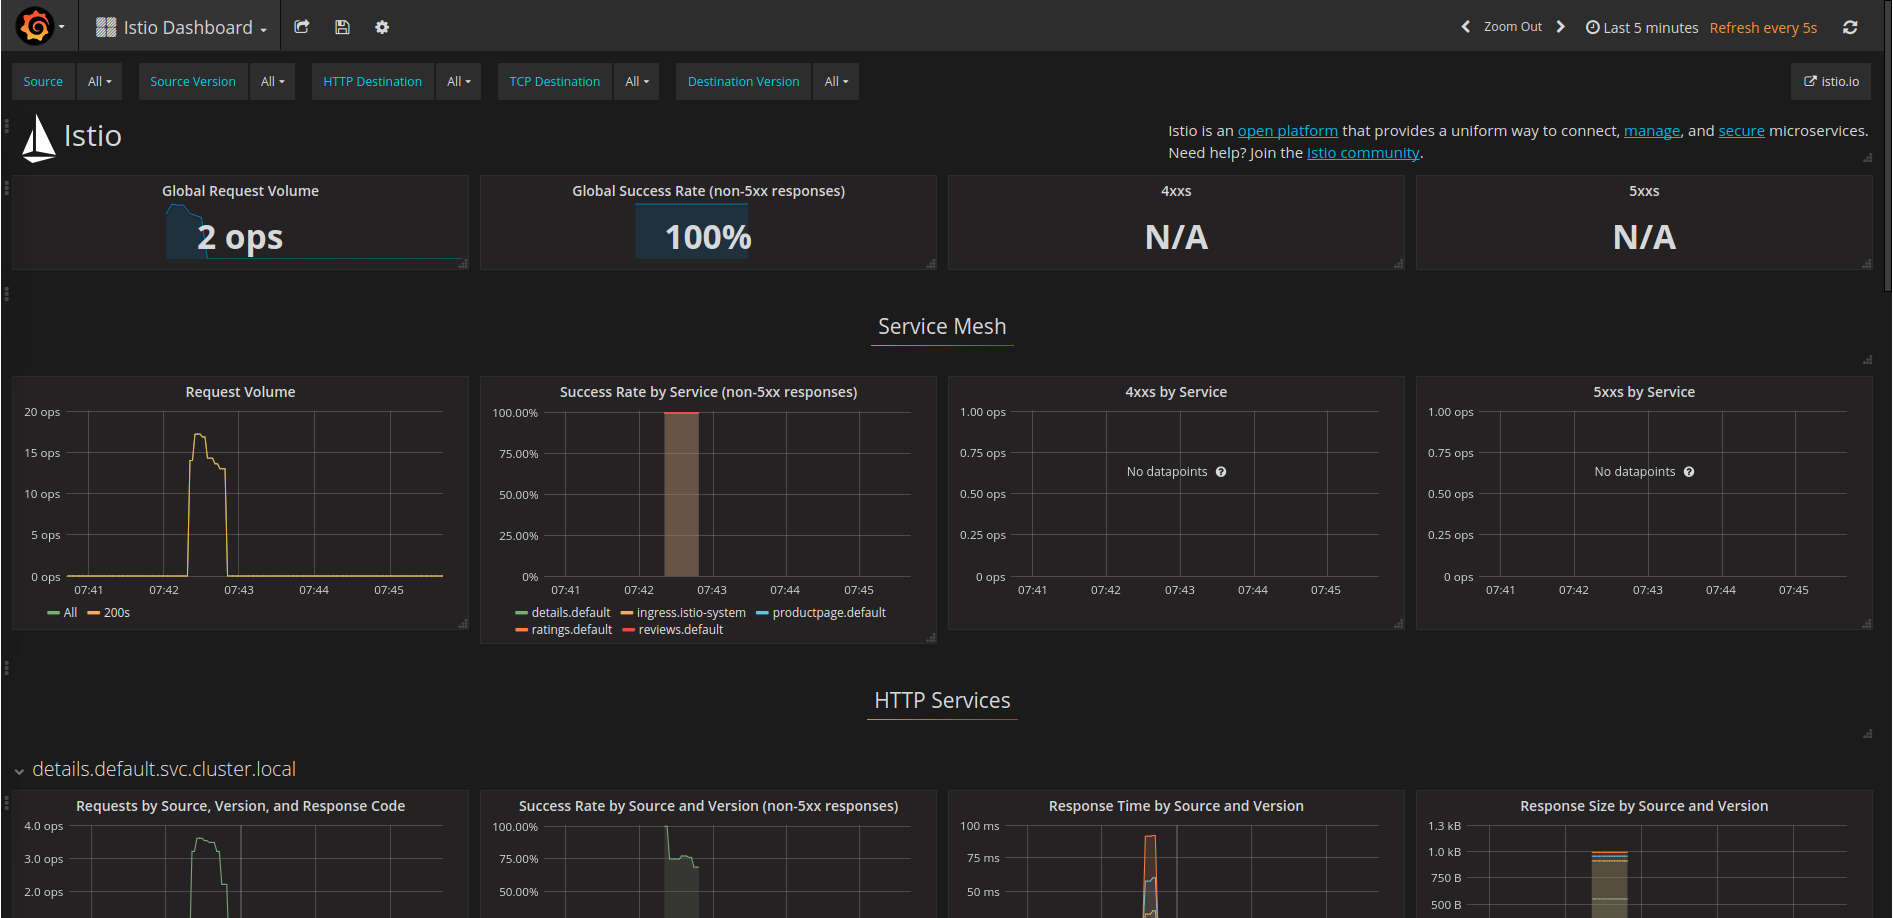 Istio Dashboard
Zoom Out
Last 5 minutes
Refresh every 5s
Source All
Source Version All
HTTP Destination All
TCP Destination All
Destination Version All
istio.io
Istio
Istio is an open platform that provides a uniform way to connect, manage, and secure microservices.
Need help? Join the Istio community.
Global Request Volume
2 ops
Global Success Rate (non-5xx responses)
100%
4xxs
N/A
5xxs
N/A
Service Mesh
Request Volume
20 ops
15 ops
10 ops
5 ops
0 ops
07:41 07:42 07:43 07:44 07:45
All 200s
Success Rate by Service (non-5xx responses)
100.00%
75.00%
50.00%
25.00%
0%
07:41 07:42 07:43 07:44 07:45
details.default ingress.istio-system productpage.default
ratings.default reviews.default
4xxs by Service
1.00 ops
0.75 ops
No datapoints
0.50 ops
0.25 ops
0 ops
07:41 07:42 07:43 07:44 07:45
5xxs by Service
1.00 ops
0.75 ops
No datapoints
0.50 ops
0.25 ops
0 ops
07:41 07:42 07:43 07:44 07:45
HTTP Services
details.default.svc.cluster.local
Requests by Source, Version, and Response Code
4.0 ops
3.0 ops
2.0 ops
Success Rate by Source and Version (non-5xx responses)
100.00%
75.00%
50.00%
Response Time by Source and Version
100 ms
75 ms
50 ms
Response Size by Source and Version
1.3 kB
1.0 kB
750 B
500 B